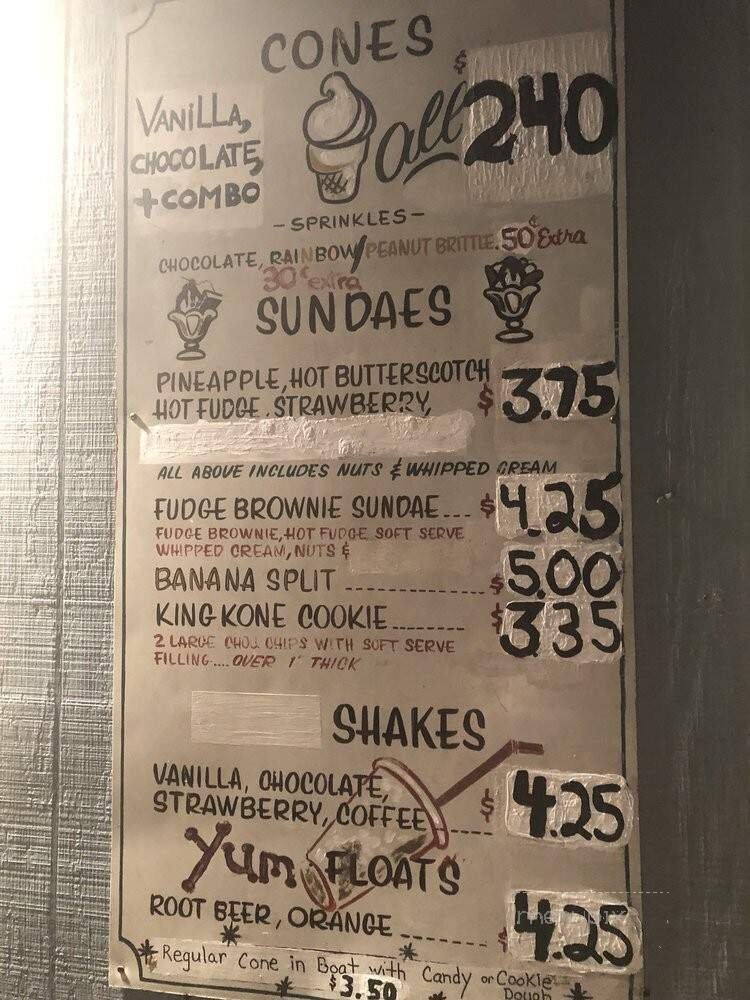 CONES
VANILLA,
CHOCOLATE,
+COMBO
all $2.40
-SPRINKLES-
CHOCOLATE, RAINBOW/PEANUT BRITTLE. 50¢ Extra
30¢ extra
SUNDAES
PINEAPPLE, HOT BUTTERSCOTCH
HOT FUDGE, STRAWBERRY, $3.75
ALL ABOVE INCLUDES NUTS & WHIPPED CREAM
FUDGE BROWNIE SUNDAE... $4.25
FUDGE BROWNIE, HOT FUDGE SOFT SERVE
WHIPPED CREAM, NUTS &
BANANA SPLIT ------------ $5.00
KING KONE COOKIE....... $3.35
2 LARGE CHOC. CHIPS WITH SOFT SERVE
FILLING.... OVER 1" THICK
SHAKES
VANILLA, CHOCOLATE,
STRAWBERRY, COFFEE ---- $4.25
Yum FLOATS
ROOT BEER, ORANGE ------ $4.25
* Regular Cone in Boat with Candy or Cookie
Dough
$3.50